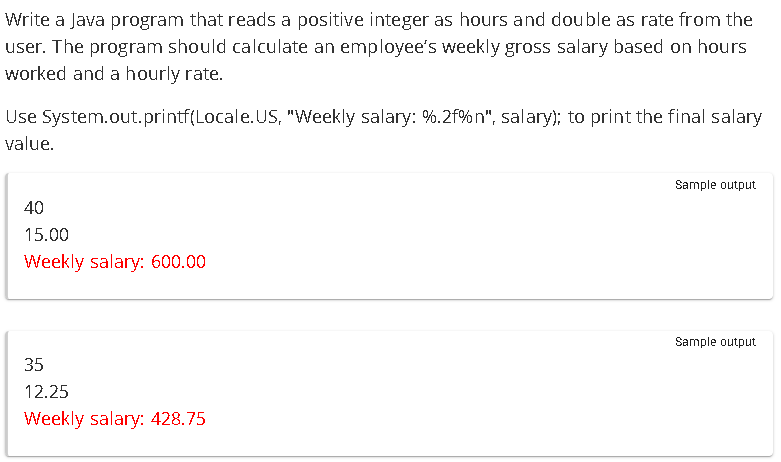 Write a Java program that reads a positive integer as hours and double as rate from the
user. The program should calculate an employee’s weekly gross salary based on hours
worked and a hourly rate.
Use System.out.printf(Locale.US, "Weekly salary: %.2f%n", salary); to print the final salary
value.
Sample output
40
15.00
Weekly salary: 600.00
Sample output
35
12.25
Weekly salary: 428.75